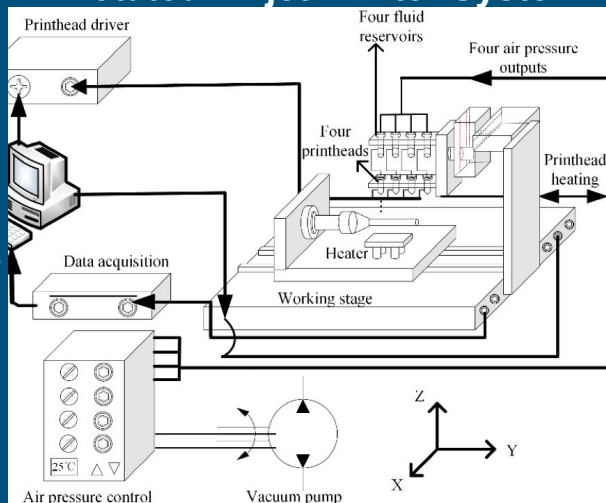 Printhead driver
Four fluid
reservoirs
Four air pressure
outputs
Four
printheads
Printhead
heating
Heater
Data acquisition
Working stage
25℃
Air pressure control
Vacuum pump
Z
Y
X